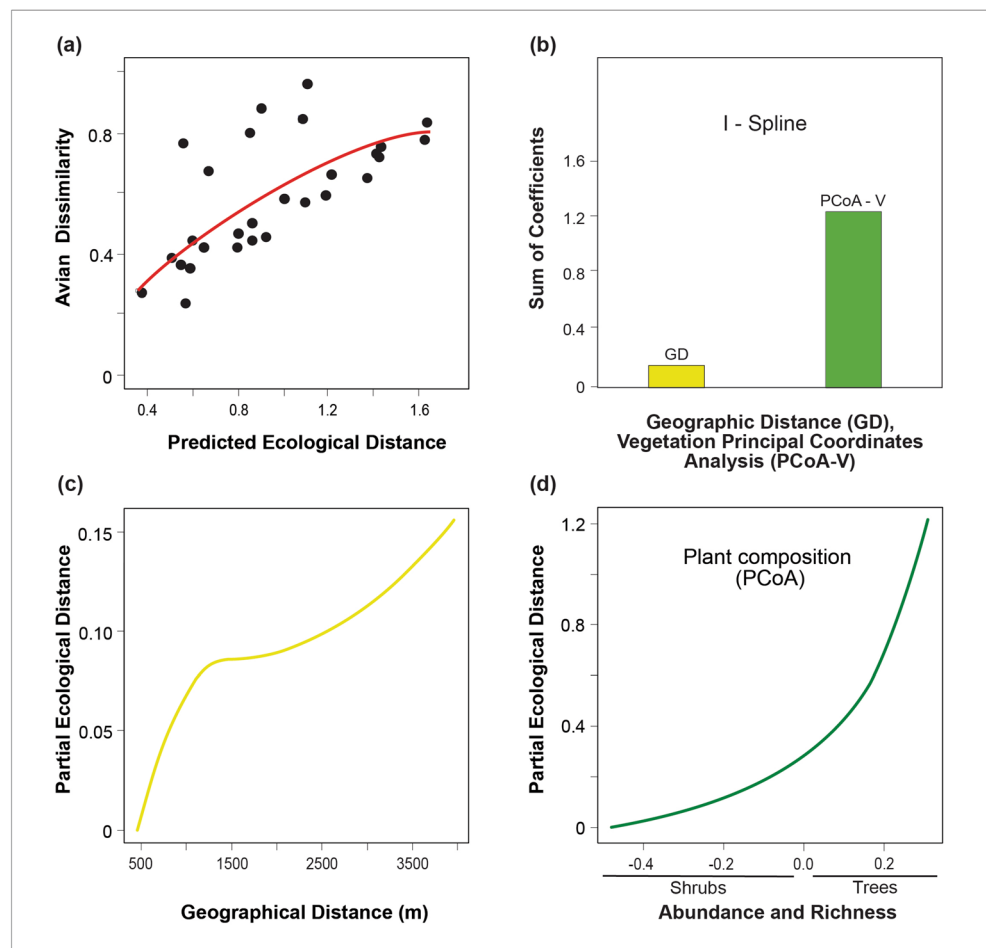 (a)
Avian Dissimilarity
0.8
0.4
0
0.4 0.8 1.2 1.6
Predicted Ecological Distance
(b)
I - Spline
Sum of Coefficients
1.6
1.2
0.8
0.4
0
GD
PCoA - V
Geographic Distance (GD),
Vegetation Principal Coordinates
Analysis (PCoA-V)
(c)
Partial Ecological Distance
0.15
0.10
0.05
0
500 1500 2500 3500
Geographical Distance (m)
(d)
Plant composition
(PCoA)
Partial Ecological Distance
1.2
0.8
0.4
0
-0.4 -0.2 0.0 0.2
Shrubs Trees
Abundance and Richness